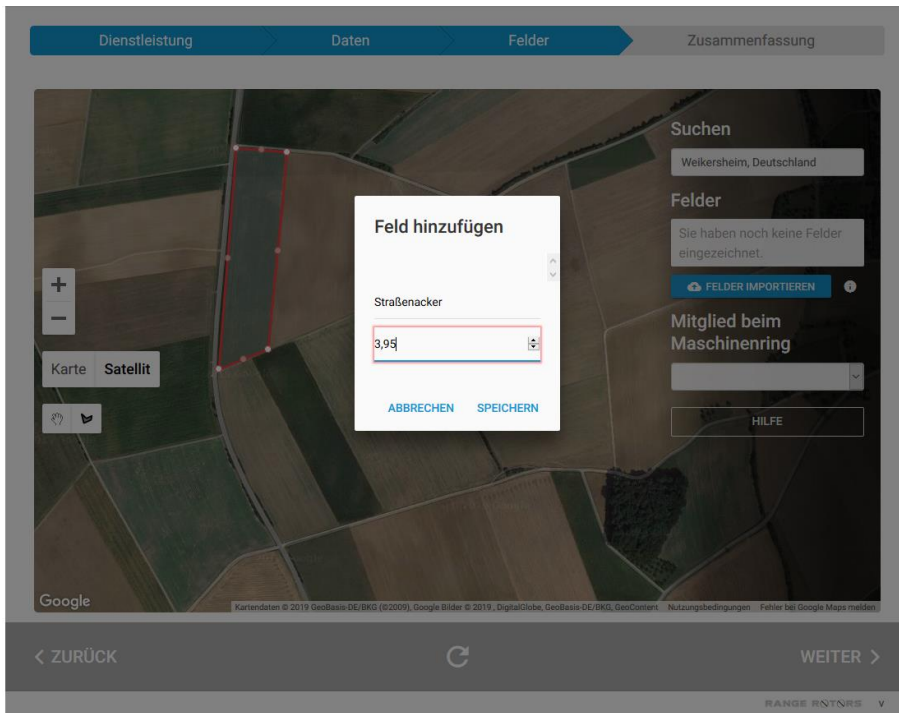 Dienstleistung
Daten
Felder
Zusammenfassung
Suchen
Weikersheim, Deutschland
Felder
Sie haben noch keine Felder
eingezeichnet.
FELDER IMPORTIEREN
Mitglied beim
Maschinenring
HILFE
Feld hinzufügen
Straßenacker
3,95
ABBRECHEN SPEICHERN
+
−
Karte Satellit
Google
Kartendaten © 2019 GeoBasis-DE/BKG (©2009), Google Bilder © 2019 , DigitalGlobe, GeoBasis-DE/BKG, GeoContent Nutzungsbedingungen Fehler bei Google Maps melden
< ZURÜCK
WEITER >
RANGE ROTORS V